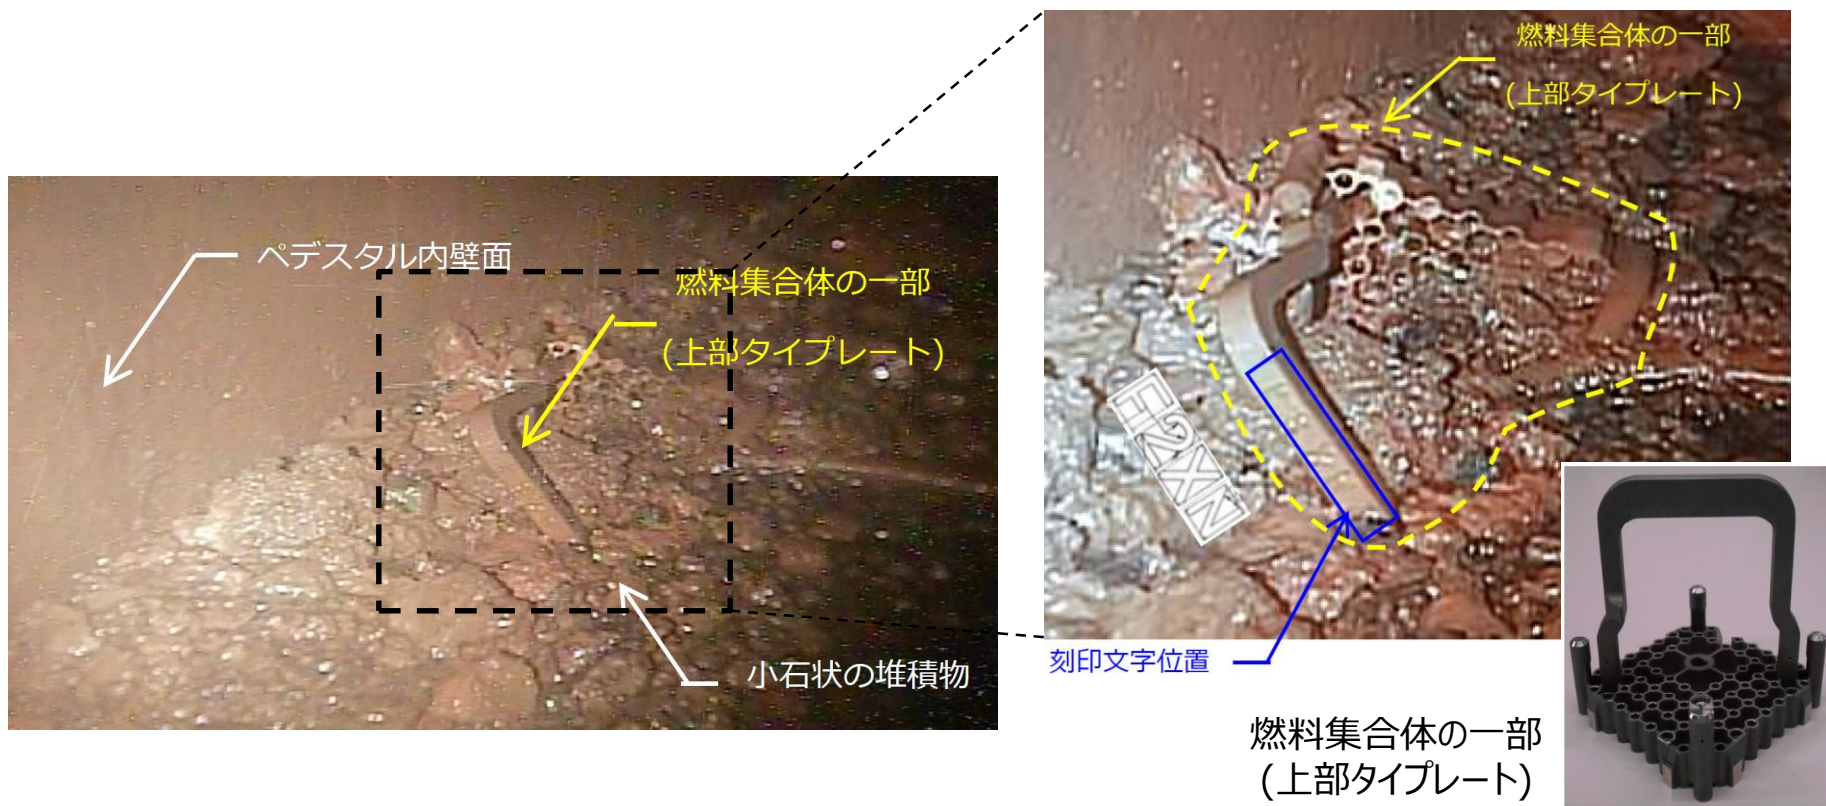 ペデスタル内壁面
燃料集合体の一部
(上部タイプレート)
小石状の堆積物
燃料集合体の一部
(上部タイプレート)
F2XN
刻印文字位置
燃料集合体の一部
(上部タイプレート)